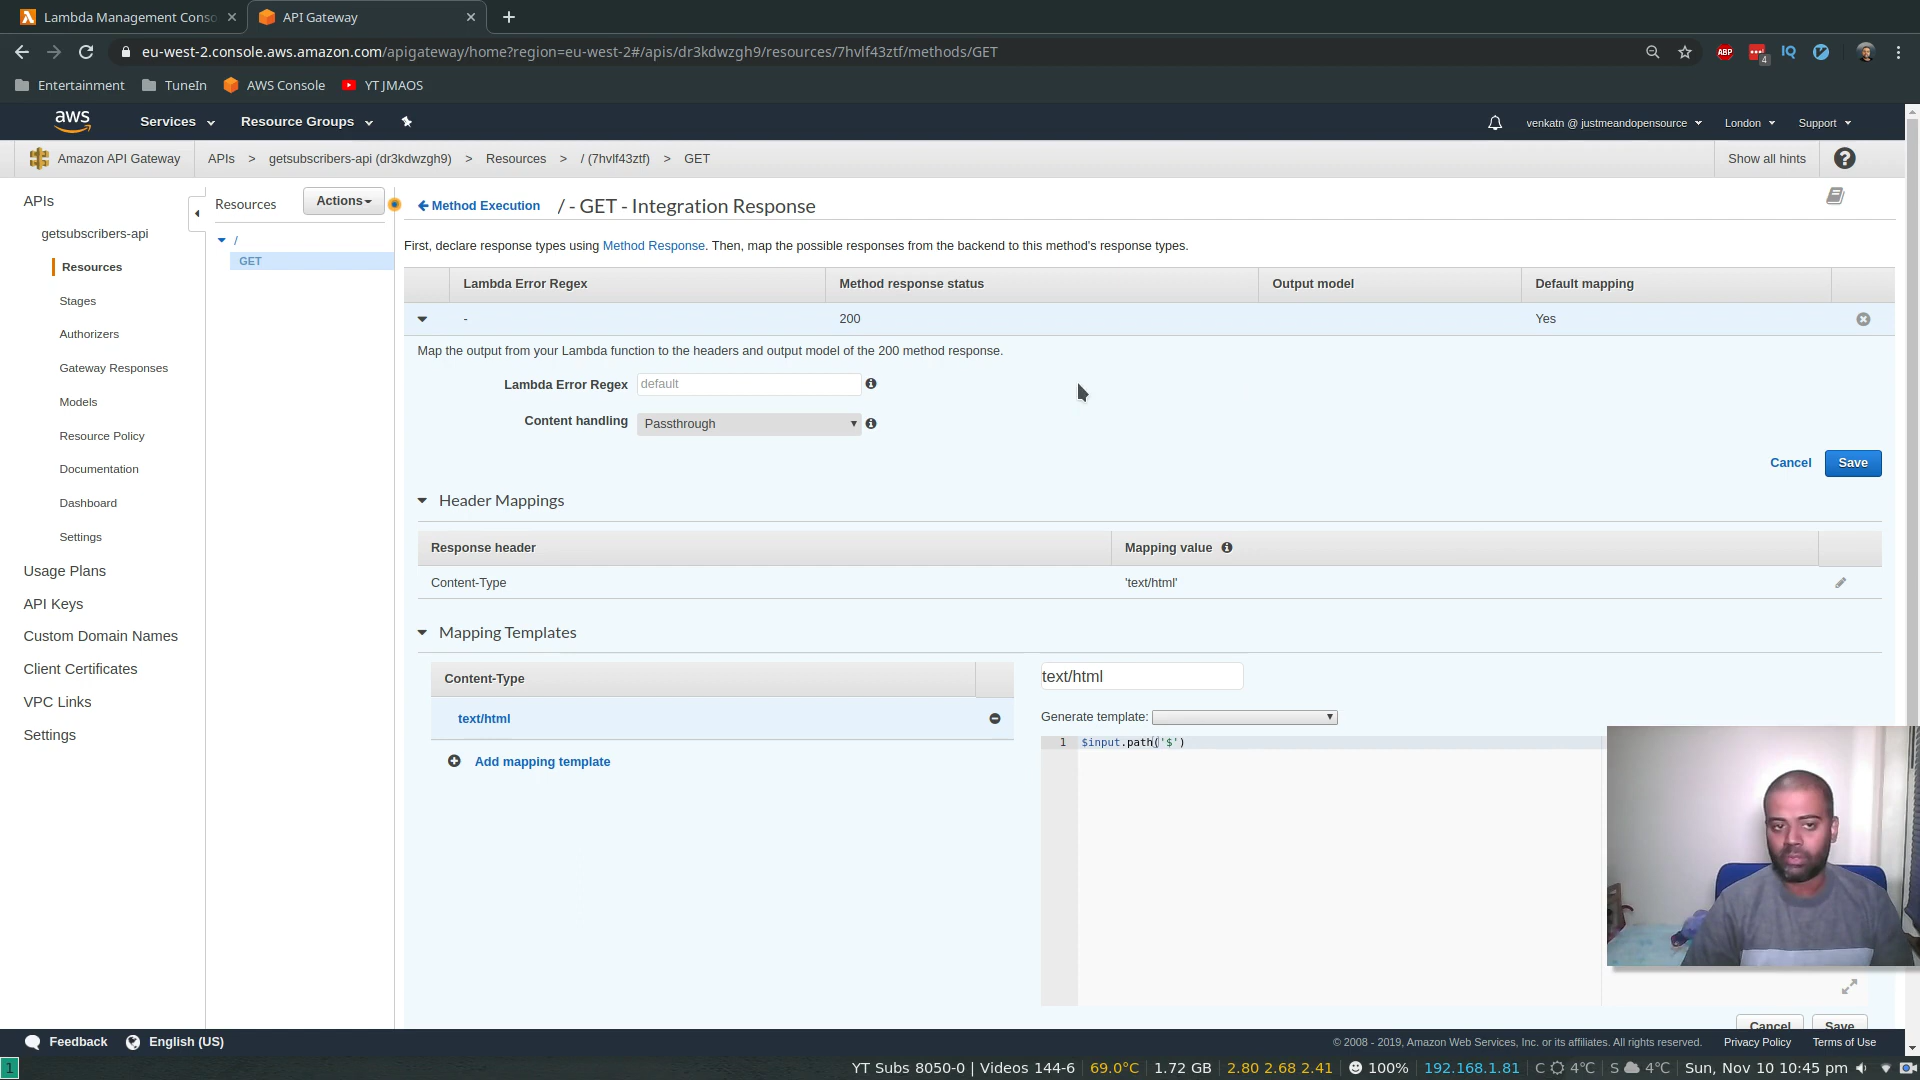 Lambda Management Conso
API Gateway
eu-west-2.console.aws.amazon.com/apigateway/home?region=eu-west-2#/apis/dr3kdwzgh9/resources/7hvlf43ztf/methods/GET
ABP
4
IQ
Entertainment
TuneIn
AWS Console
YT JMAOS
aws
Services
Resource Groups
venkatn @ justmeandopensource
London
Support
Amazon API Gateway
APIs > getsubscribers-api (dr3kdwzgh9) > Resources > / (7hvlf43ztf) > GET
Show all hints
?
APIs
getsubscribers-api
Resources
Stages
Authorizers
Gateway Responses
Models
Resource Policy
Documentation
Dashboard
Settings
Usage Plans
API Keys
Custom Domain Names
Client Certificates
VPC Links
Settings
Resources
Actions
/
GET
Method Execution
/ - GET - Integration Response
First, declare response types using Method Response. Then, map the possible responses from the backend to this method's response types.
Lambda Error Regex
Method response status
Output model
Default mapping
-
200
Yes
Map the output from your Lambda function to the headers and output model of the 200 method response.
Lambda Error Regex
default
Content handling
Passthrough
Cancel
Save
Header Mappings
Response header
Mapping value
Content-Type
'text/html'
Mapping Templates
Content-Type
text/html
Add mapping template
text/html
Generate template:
1
$input.path('$')
Cancel
Save
Feedback
English (US)
© 2008 - 2019, Amazon Web Services, Inc. or its affiliates. All rights reserved.
Privacy Policy
Terms of Use
1
YT Subs 8050-0 | Videos 144-6
69.0°C
1.72 GB
2.80 2.68 2.41
100%
192.168.1.81
C
4°C
S
4°C
Sun, Nov 10 10:45 pm